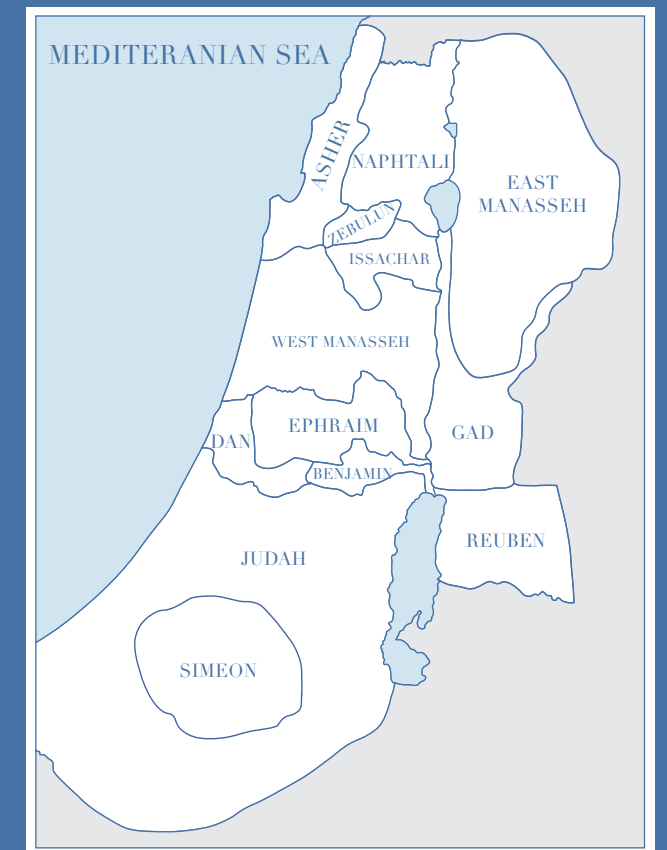 MEDITERANIAN SEA
ASHER
NAPHTALI
EAST
MANASSEH
ZEBULUN
ISSACHAR
WEST MANASSEH
EPHRAIM
GAD
DAN
BENJAMIN
REUBEN
JUDAH
SIMEON